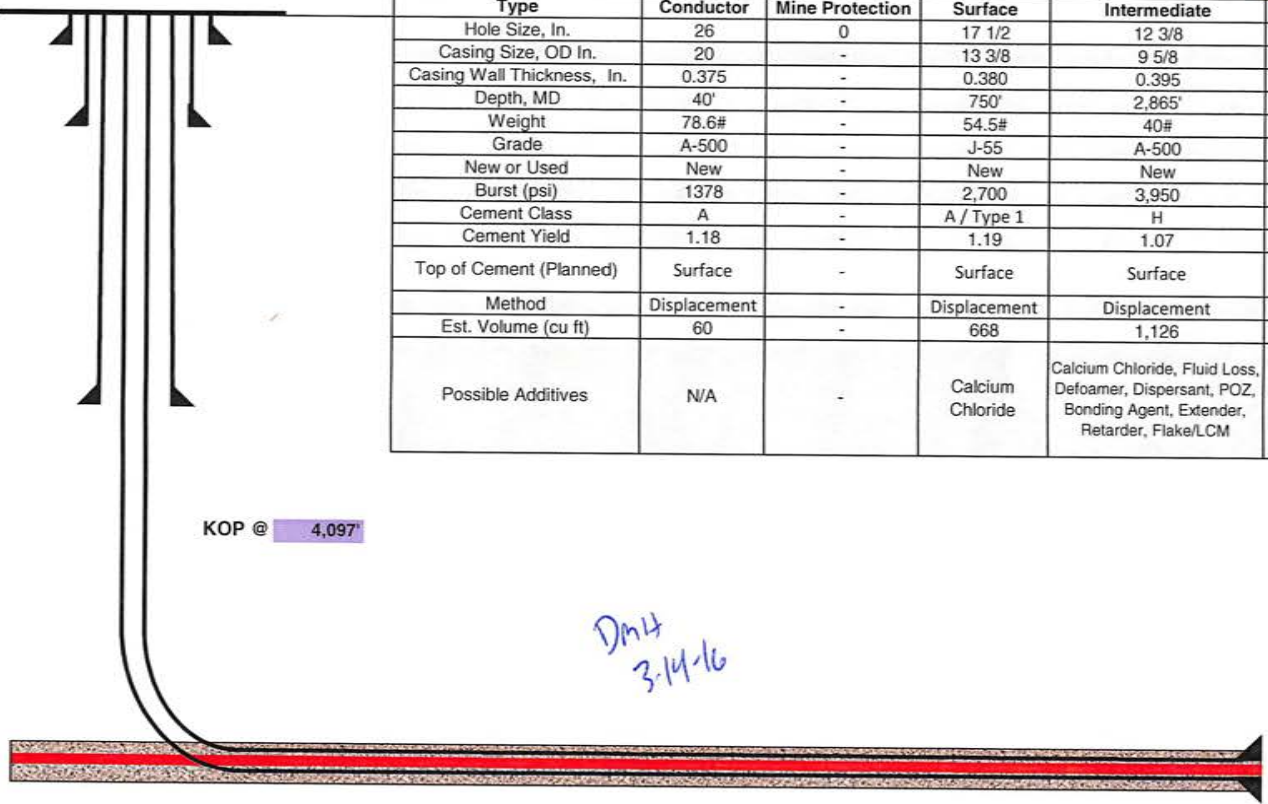 Type Conductor Mine Protection Surface Intermediate
Hole Size, In. 26 0 17 1/2 12 3/8
Casing Size, OD In. 20 - 13 3/8 9 5/8
Casing Wall Thickness, In. 0.375 - 0.380 0.395
Depth, MD 40' - 750' 2,865'
Weight 78.6# - 54.5# 40#
Grade A-500 - J-55 A-500
New or Used New - New New
Burst (psi) 1378 - 2,700 3,950
Cement Class A - A / Type 1 H
Cement Yield 1.18 - 1.19 1.07
Top of Cement (Planned) Surface - Surface Surface
Method Displacement - Displacement Displacement
Est. Volume (cu ft) 60 - 668 1,126
Possible Additives N/A - Calcium Chloride Calcium Chloride, Fluid Loss,
Defoamer, Dispersant, POZ,
Bonding Agent, Extender,
Retarder, Flake/LCM
KOP @ 4,097'
DMH
3-14-16